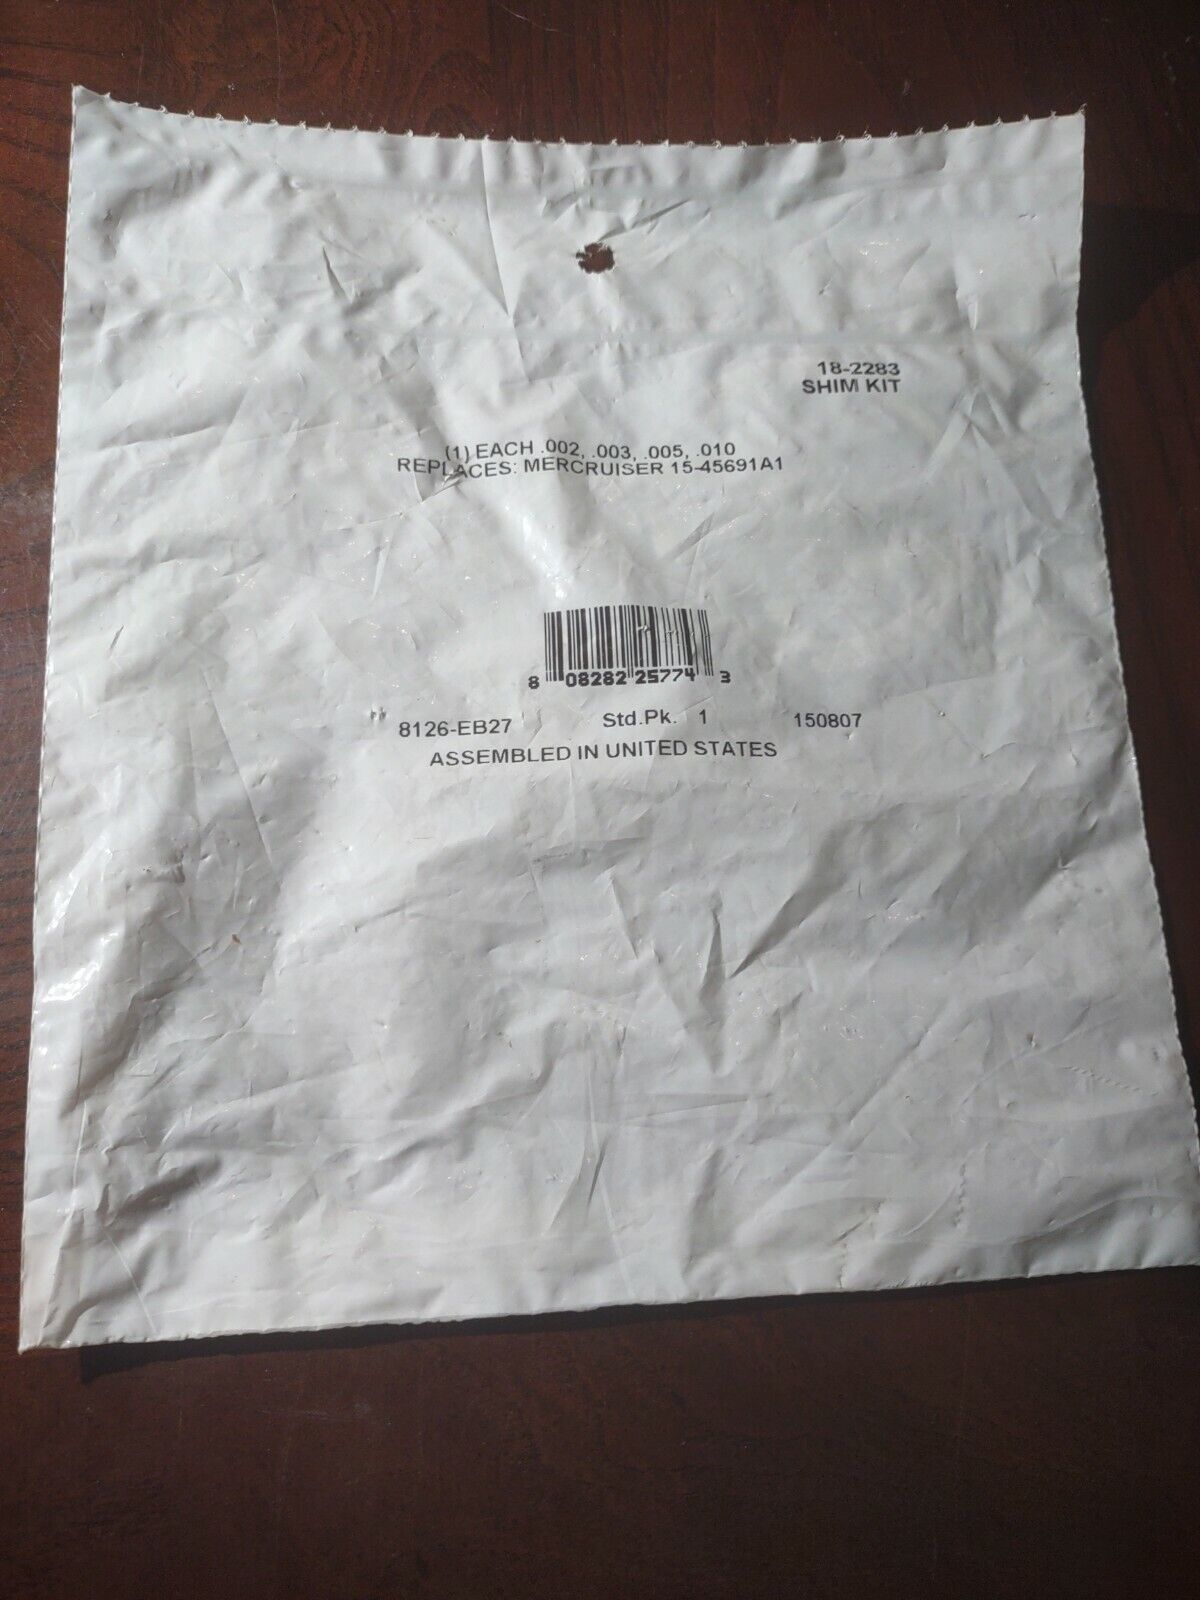 18-2283
SHIM KIT
(1) EACH .002, .003, .005, .010
REPLACES: MERCRUISER 15-45691A1
8 08282 25774 3
8126-EB27 Std.Pk. 1 150807
ASSEMBLED IN UNITED STATES